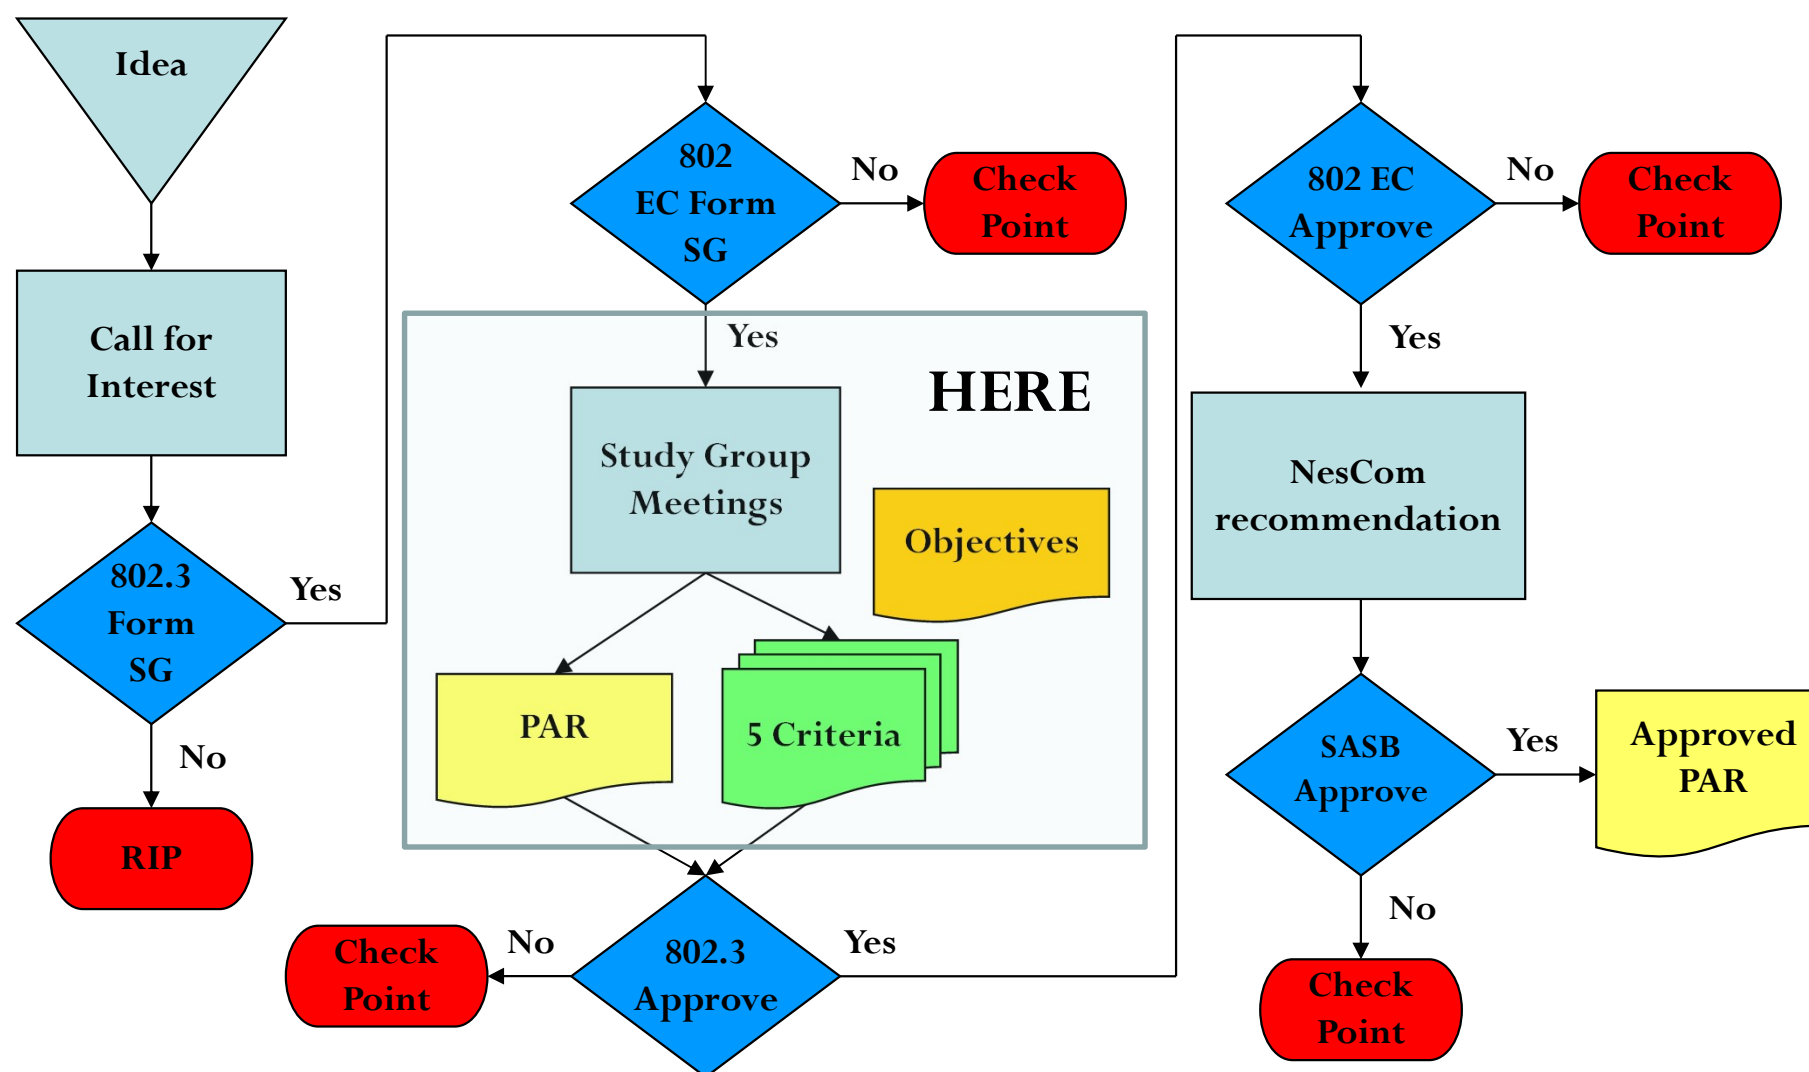 Idea
Call for
Interest
802.3
Form
SG
Yes
No
RIP
802
EC Form
SG
No
Check
Point
Yes
HERE
Study Group
Meetings
Objectives
PAR
5 Criteria
802.3
Approve
No
Check
Point
Yes
802 EC
Approve
No
Check
Point
Yes
NesCom
recommendation
SASB
Approve
Yes
Approved
PAR
No
Check
Point